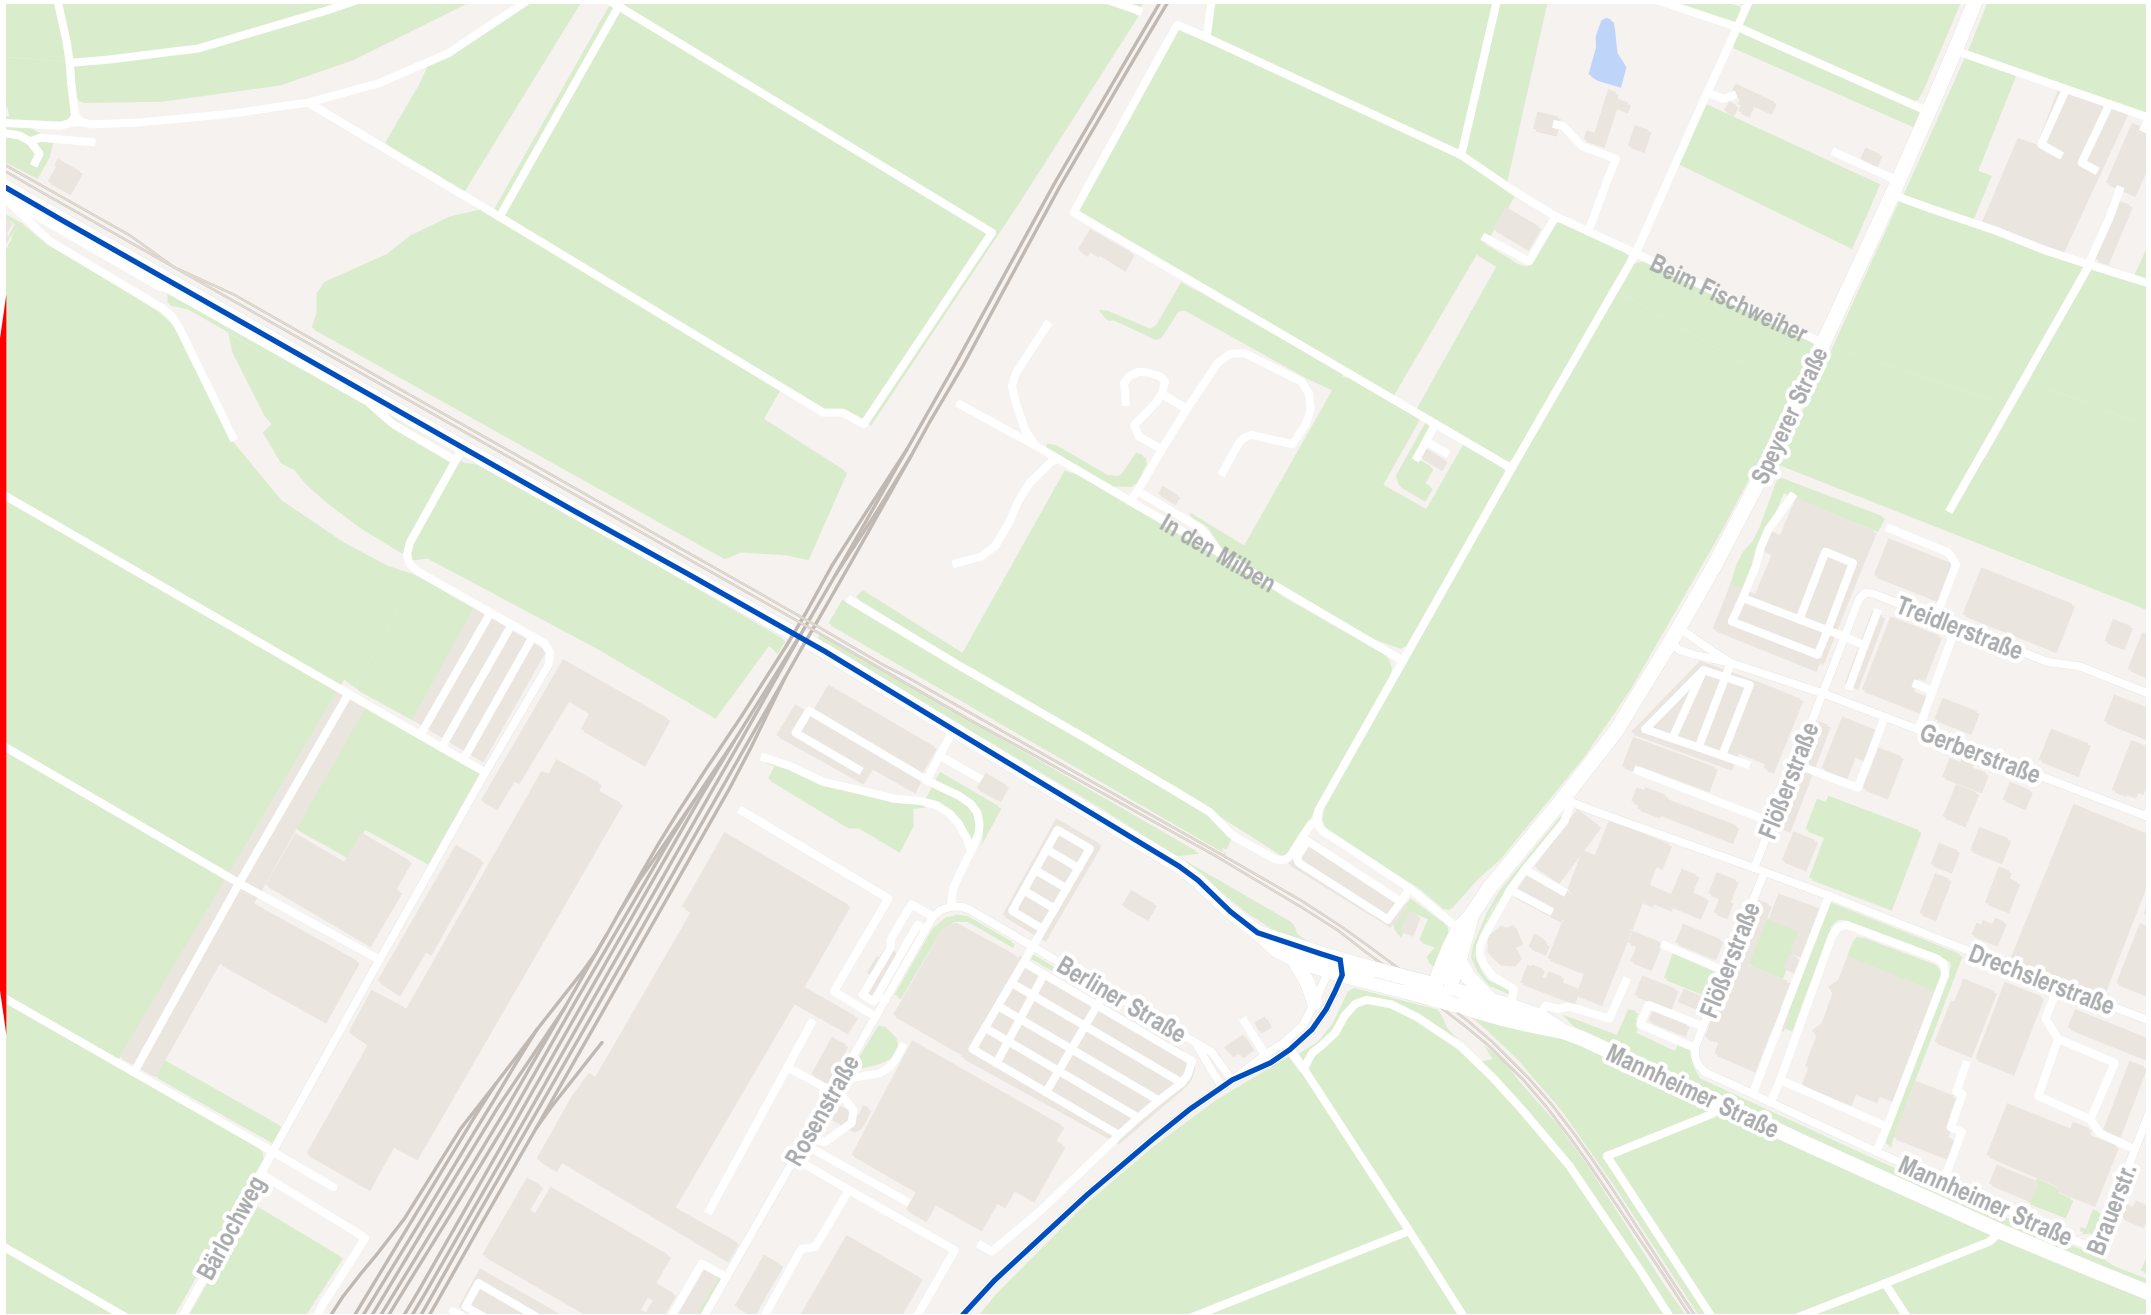 Beim Fischweiher
Speyerer Straße
In den Milben
Treidlerstraße
Gerberstraße
Flößerstraße
Flößerstraße
Drechslerstraße
Berliner Straße
Mannheimer Straße
Rosenstraße
Mannheimer Straße
Brauerstr.
Bärlochweg